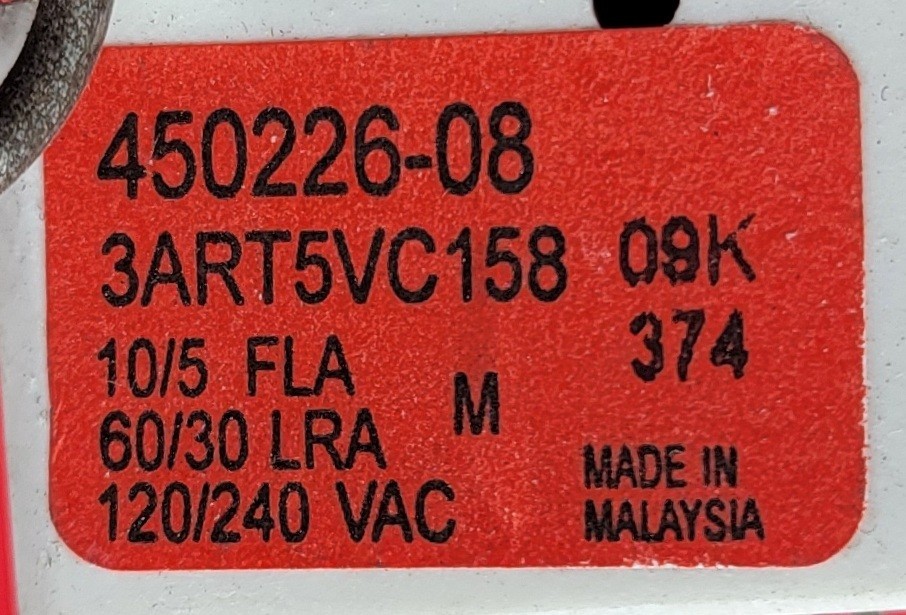 450226-08
3ART5VC158 09K
374
10/5 FLA
M
60/30 LRA
120/240 VAC
MADE IN
MALAYSIA